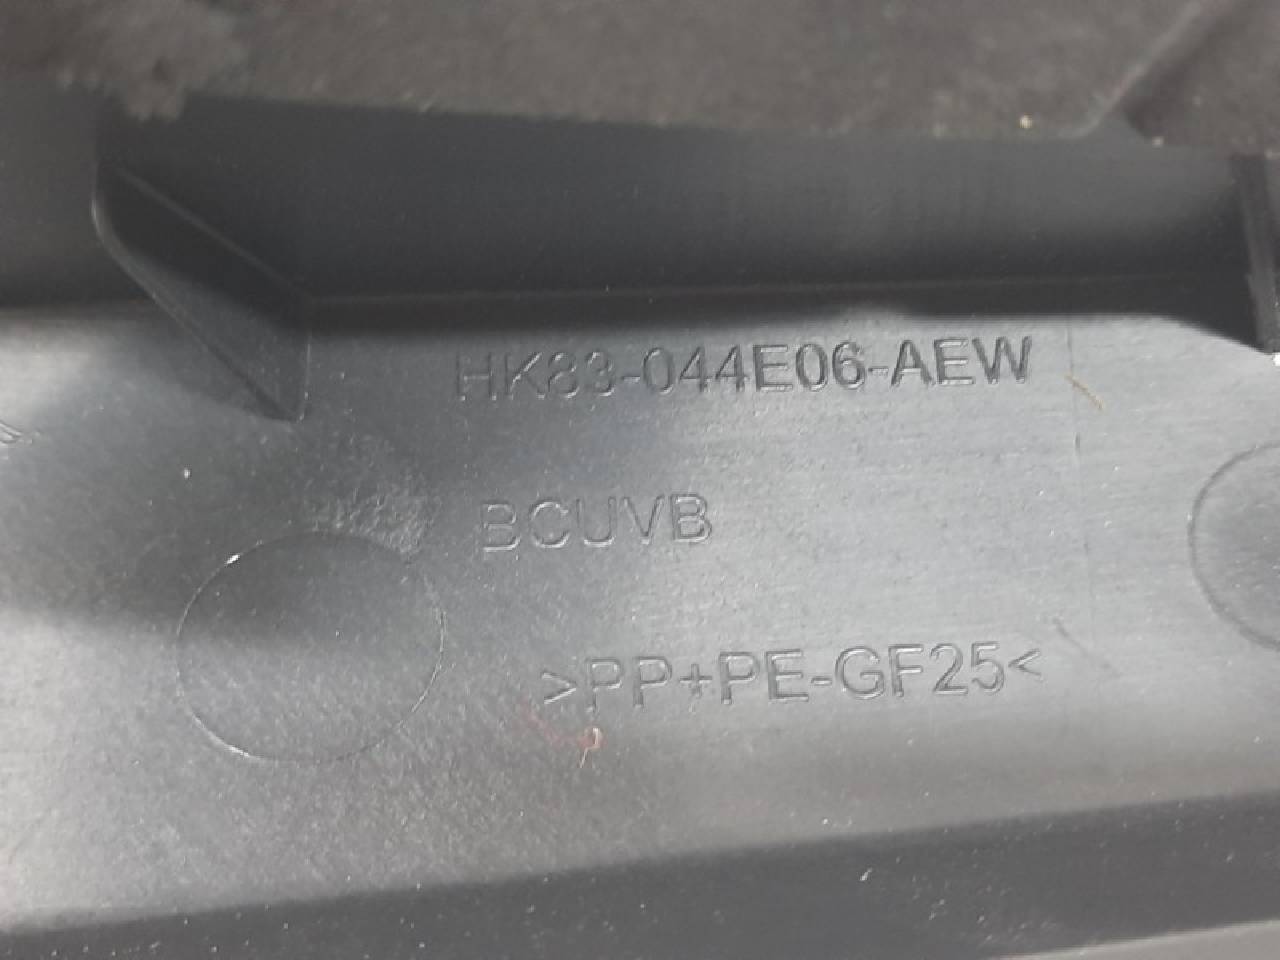 HK83-044E06-AEW
BCUVB
>PP+PE-GF25<